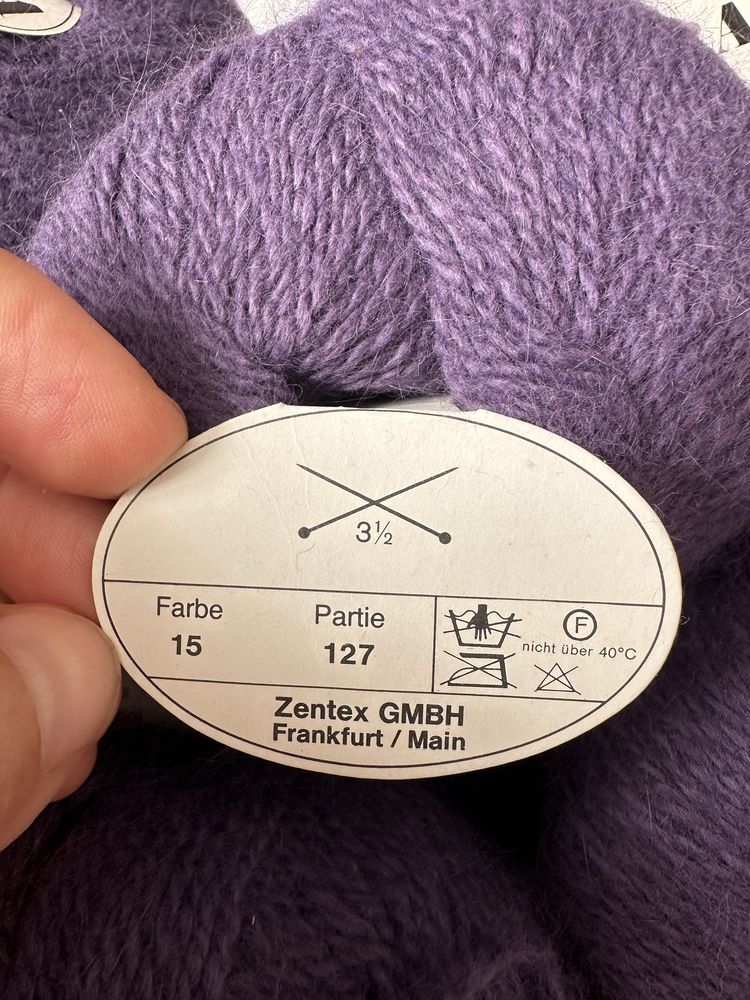 3½
Farbe Partie
15 127
F
nicht über 40°C
Zentex GMBH
Frankfurt / Main